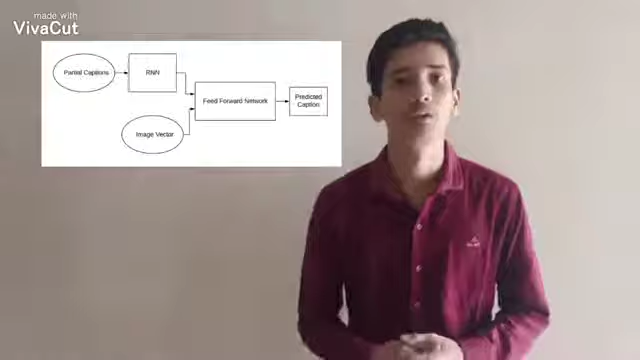 made with
VivaCut
Partial Captions
RNN
Feed Forward Network
Predicted
Caption
Image Vector